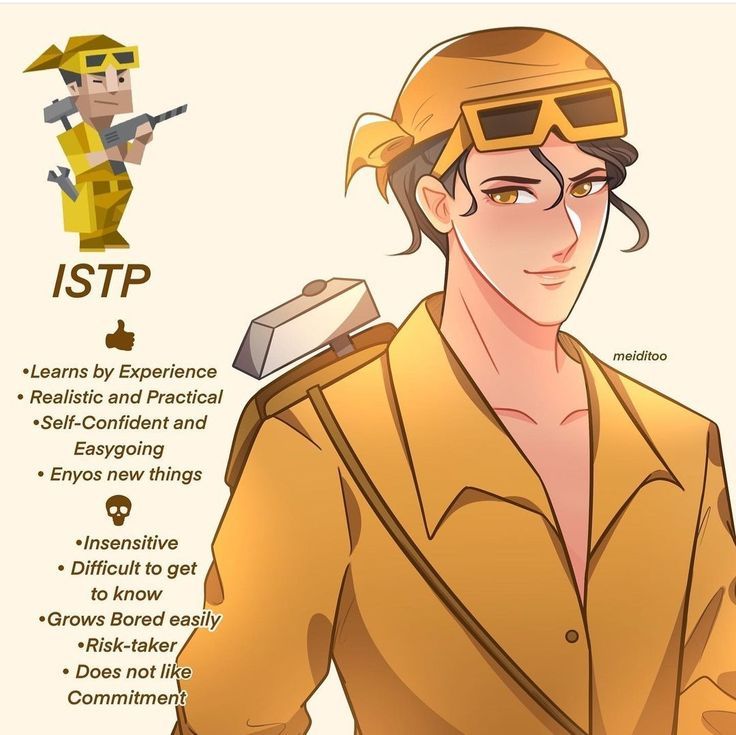 ISTP
•Learns by Experience
• Realistic and Practical
•Self-Confident and
Easygoing
• Enyos new things
•Insensitive
• Difficult to get
to know
•Grows Bored easily
•Risk-taker
• Does not like
Commitment
meiditoo